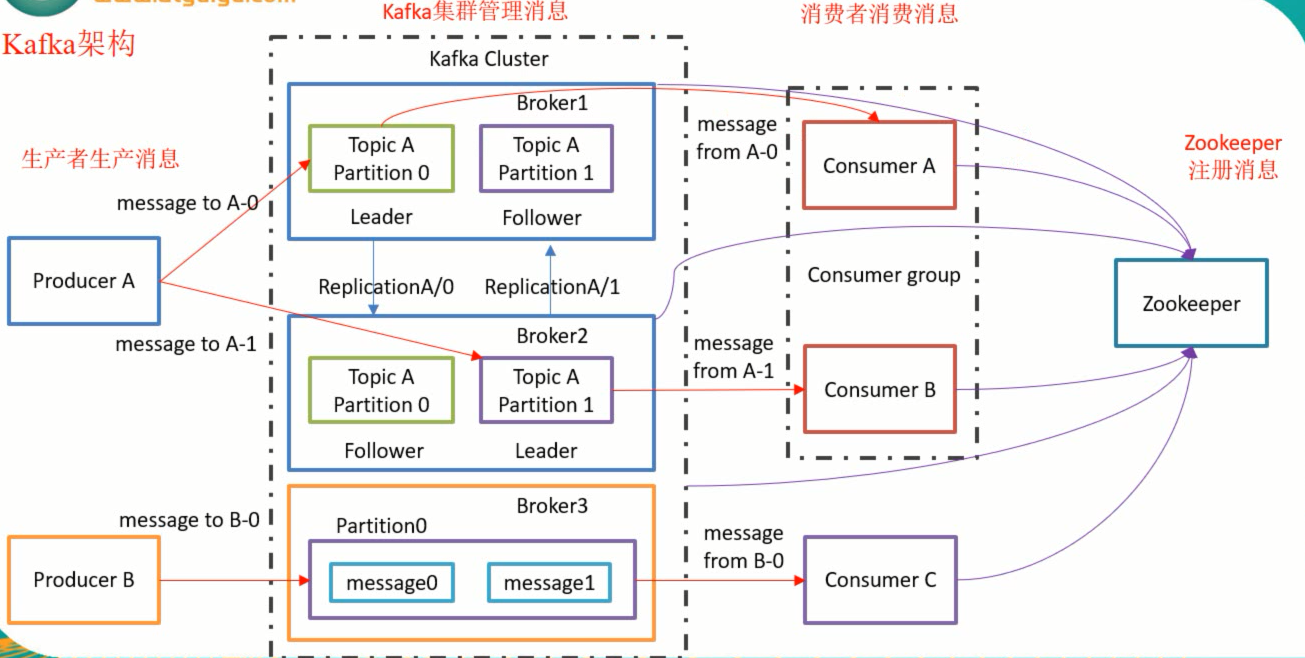 Kafka架构
Kafka集群管理消息
消费者消费消息
Kafka Cluster
生产者生产消息
Broker1
Topic A
Partition 0
Topic A
Partition 1
Leader
Follower
message to A-0
message
from A-0
Consumer A
Zookeeper
注册消息
Producer A
ReplicationA/0
ReplicationA/1
Consumer group
Zookeeper
message to A-1
Broker2
Topic A
Partition 0
Topic A
Partition 1
Follower
Leader
message
from A-1
Consumer B
message to B-0
Broker3
Partition0
message0
message1
Producer B
message
from B-0
Consumer C